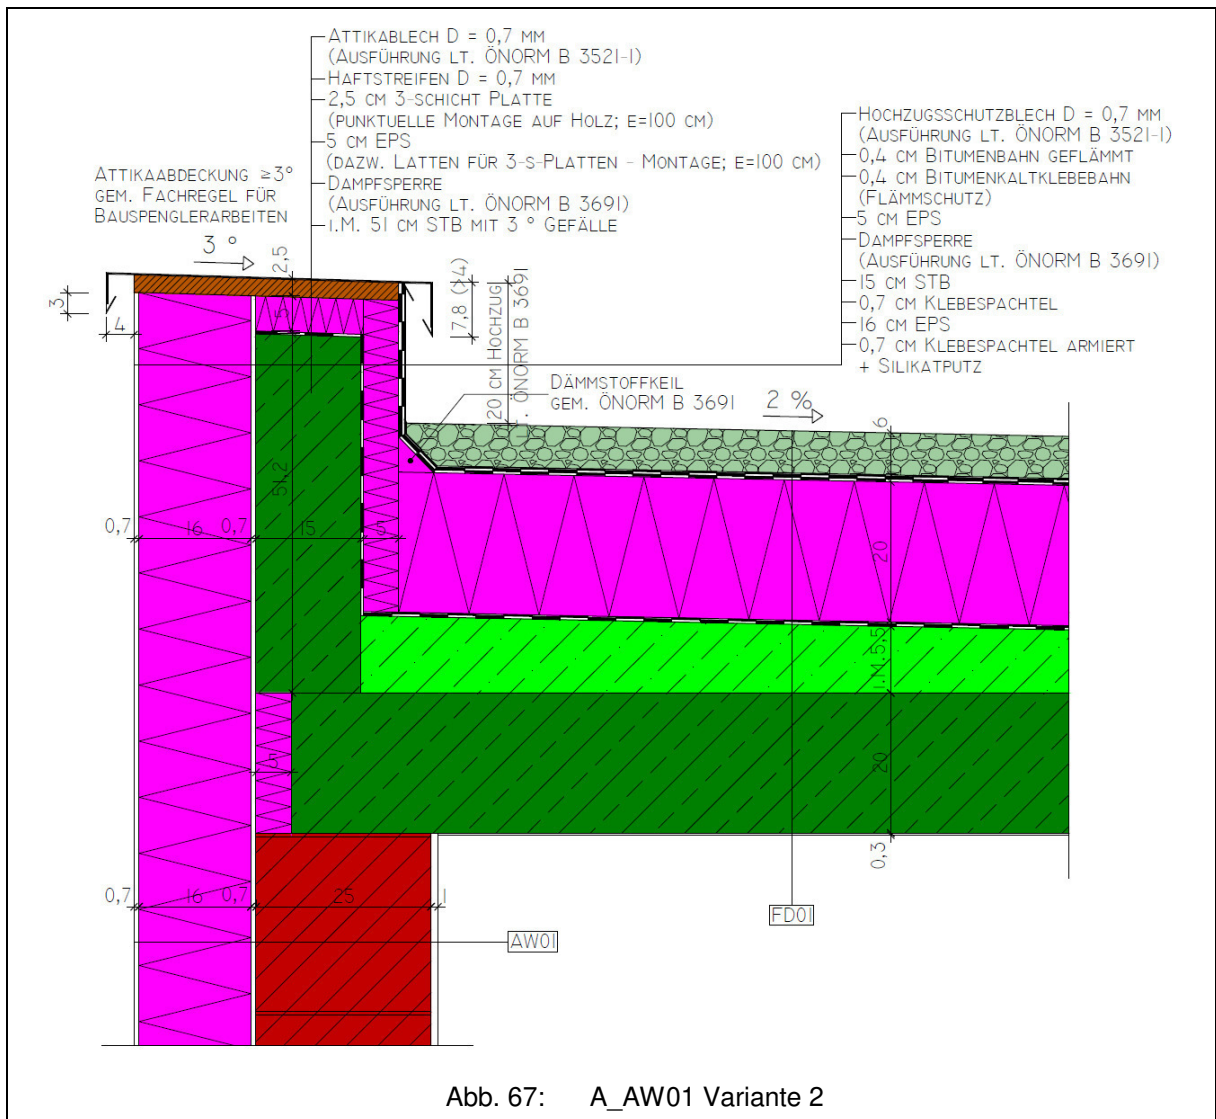 ATTIKABLECH D = 0,7 MM
(AUSFÜHRUNG LT. ÖNORM B 3521-1)
HAFTSTREIFEN D = 0,7 MM
2,5 CM 3-SCHICHT PLATTE
(PUNKTUELLE MONTAGE AUF HOLZ; E=100 CM)
5 CM EPS
(DAZW. LATTEN FÜR 3-S-PLATTEN - MONTAGE; E=100 CM)
DAMPFSPERRE
(AUSFÜHRUNG LT. ÖNORM B 3691)
I.M. 51 CM STB MIT 3 ° GEFÄLLE
HOCHZUGSSCHUTZBLECH D = 0,7 MM
(AUSFÜHRUNG LT. ÖNORM B 3521-1)
0,4 CM BITUMENBAHN GEFLÄMMT
0,4 CM BITUMENKALTKLEBEBAHN
(FLÄMMSCHUTZ)
5 CM EPS
DAMPFSPERRE
(AUSFÜHRUNG LT. ÖNORM B 3691)
15 CM STB
0,7 CM KLEBESPACHTEL
16 CM EPS
0,7 CM KLEBESPACHTEL ARMIERT
+ SILIKATPUTZ
ATTIKAABDECKUNG ≥3°
GEM. FACHREGEL FÜR
BAUSPENGLERARBEITEN
3 °
2,5
3
4
5
7,8 (≥4)
20 CM HOCHZUG
LT. ÖNORM B 3691
DÄMMSTOFFKEIL
GEM. ÖNORM B 3691
2 %
6
51,2
0,7
16
0,7
15
5
20
I.M. 5,5
5
20
0,3
0,7
16
0,7
25
1
FD01
AW01
Abb. 67: A_AW01 Variante 2